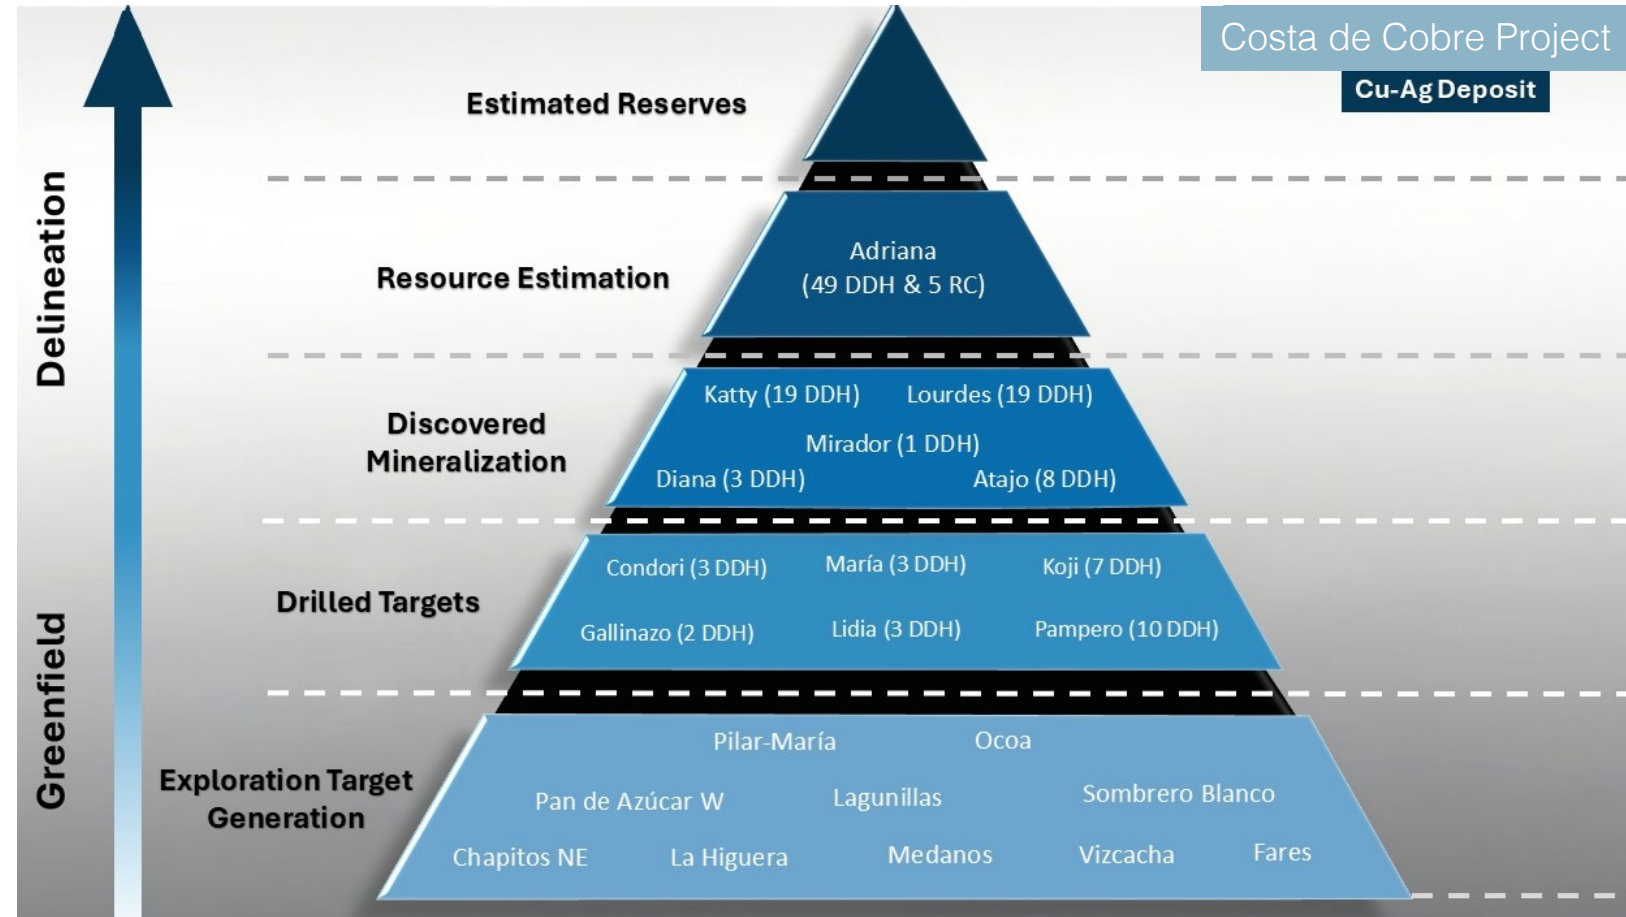 Costa de Cobre Project
Cu-Ag Deposit
Estimated Reserves
Delineation
Resource Estimation
Adriana
(49 DDH & 5 RC)
Discovered
Mineralization
Katty (19 DDH) Lourdes (19 DDH)
Mirador (1 DDH)
Diana (3 DDH) Atajo (8 DDH)
Greenfield
Drilled Targets
Condori (3 DDH) María (3 DDH) Koji (7 DDH)
Gallinazo (2 DDH) Lidia (3 DDH) Pampero (10 DDH)
Exploration Target
Generation
Pilar-María Ocoa
Pan de Azúcar W Lagunillas Sombrero Blanco
Chapitos NE La Higuera Medanos Vizcacha Fares